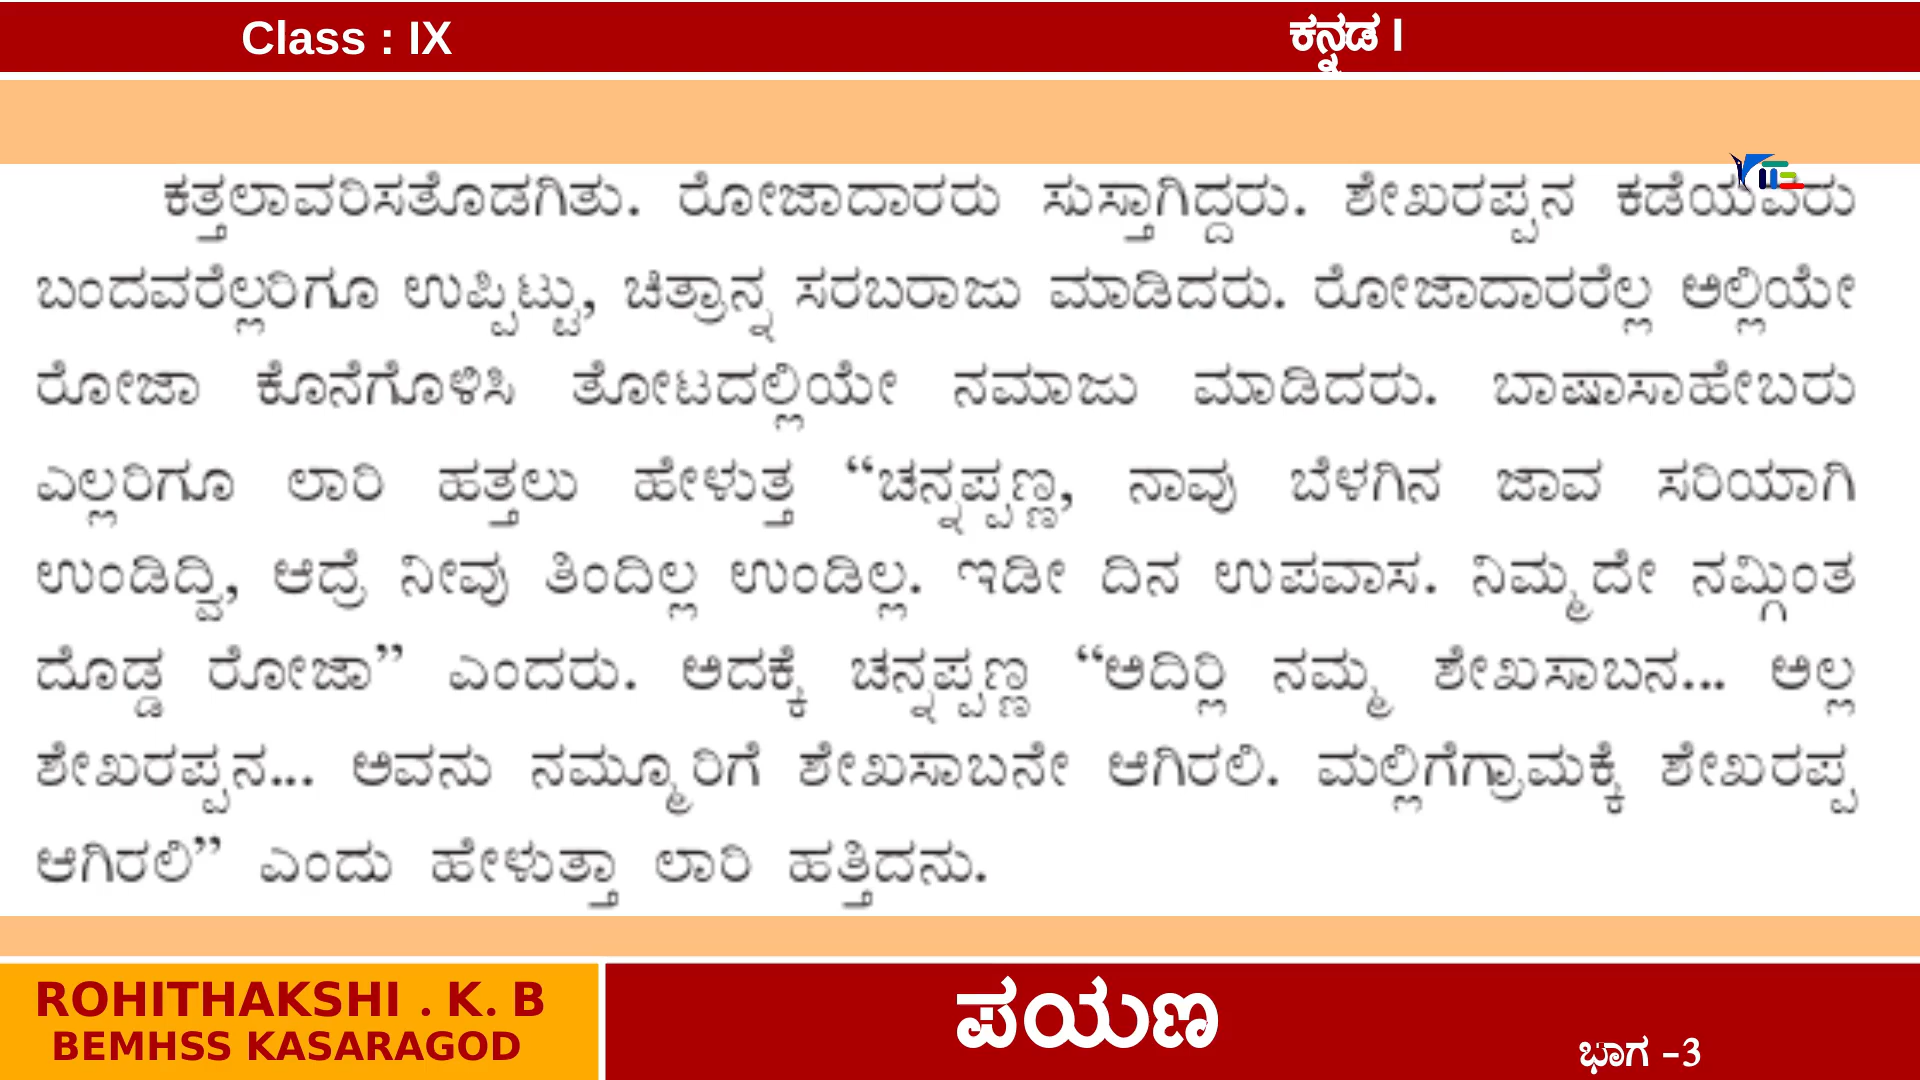 Class : IX
ಕನ್ನಡ I
ಕತ್ತಲಾವರಿಸತೊಡಗಿತು. ರೋಜಾದಾರರು ಸುಸ್ತಾಗಿದ್ದರು. ಶೇಖರಪ್ಪನ ಕಡೆಯವರು
ಬಂದವರೆಲ್ಲರಿಗೂ ಉಪ್ಪಿಟ್ಟು, ಚಿತ್ರಾನ್ನ ಸರಬರಾಜು ಮಾಡಿದರು. ರೋಜಾದಾರರೆಲ್ಲ ಅಲ್ಲಿಯೇ
ರೋಜಾ ಕೊನೆಗೊಳಿಸಿ ತೋಟದಲ್ಲಿಯೇ ನಮಾಜು ಮಾಡಿದರು. ಬಾಷಾಸಾಹೇಬರು
ಎಲ್ಲರಿಗೂ ಲಾರಿ ಹತ್ತಲು ಹೇಳುತ್ತ “ಚನ್ನಪ್ಪಣ್ಣ, ನಾವು ಬೆಳಗಿನ ಜಾವ ಸರಿಯಾಗಿ
ಉಂಡಿದ್ವಿ, ಆದ್ರೆ ನೀವು ತಿಂದಿಲ್ಲ ಉಂಡಿಲ್ಲ. ಇಡೀ ದಿನ ಉಪವಾಸ. ನಿಮ್ಮದೇ ನಮ್ಗಿಂತ
ದೊಡ್ಡ ರೋಜಾ” ಎಂದರು. ಅದಕ್ಕೆ ಚನ್ನಪ್ಪಣ್ಣ “ಅದಿರ್‍ಲಿ ನಮ್ಮ ಶೇಖಸಾಬನ... ಅಲ್ಲ
ಶೇಖರಪ್ಪನ... ಅವನು ನಮ್ಮೂರಿಗೆ ಶೇಖಸಾಬನೇ ಆಗಿರಲಿ. ಮಲ್ಲಿಗೆಗ್ರಾಮಕ್ಕೆ ಶೇಖರಪ್ಪ
ಆಗಿರಲಿ” ಎಂದು ಹೇಳುತ್ತಾ ಲಾರಿ ಹತ್ತಿದನು.
ROHITHAKSHI . K. B
BEMHSS KASARAGOD
ಪಯಣ
ಭಾಗ -3